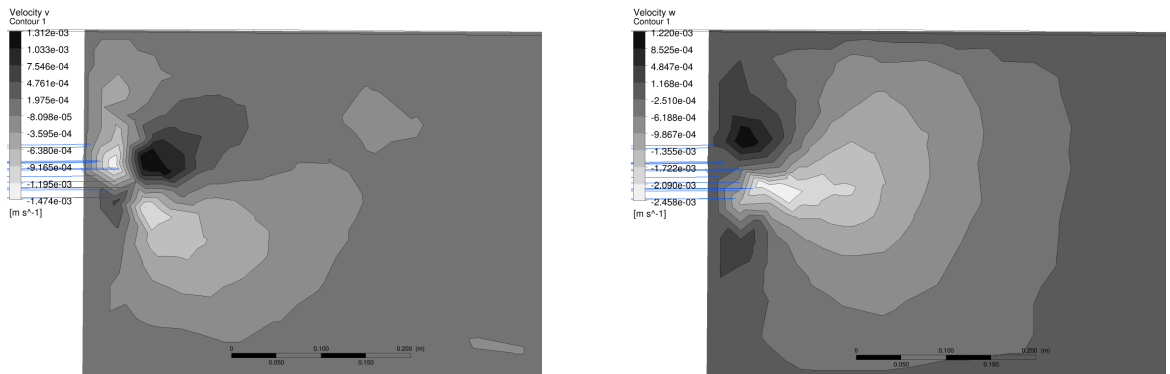 Velocity v
Contour 1
1.312e-03
1.033e-03
7.546e-04
4.761e-04
1.975e-04
-8.098e-05
-3.595e-04
-6.380e-04
-9.165e-04
-1.195e-03
-1.474e-03
[m s^-1]
0 0.100 0.200 (m)
0.050 0.150
Velocity w
Contour 1
1.220e-03
8.525e-04
4.847e-04
1.168e-04
-2.510e-04
-6.188e-04
-9.867e-04
-1.355e-03
-1.722e-03
-2.090e-03
-2.458e-03
[m s^-1]
0 0.100 0.200 (m)
0.050 0.150